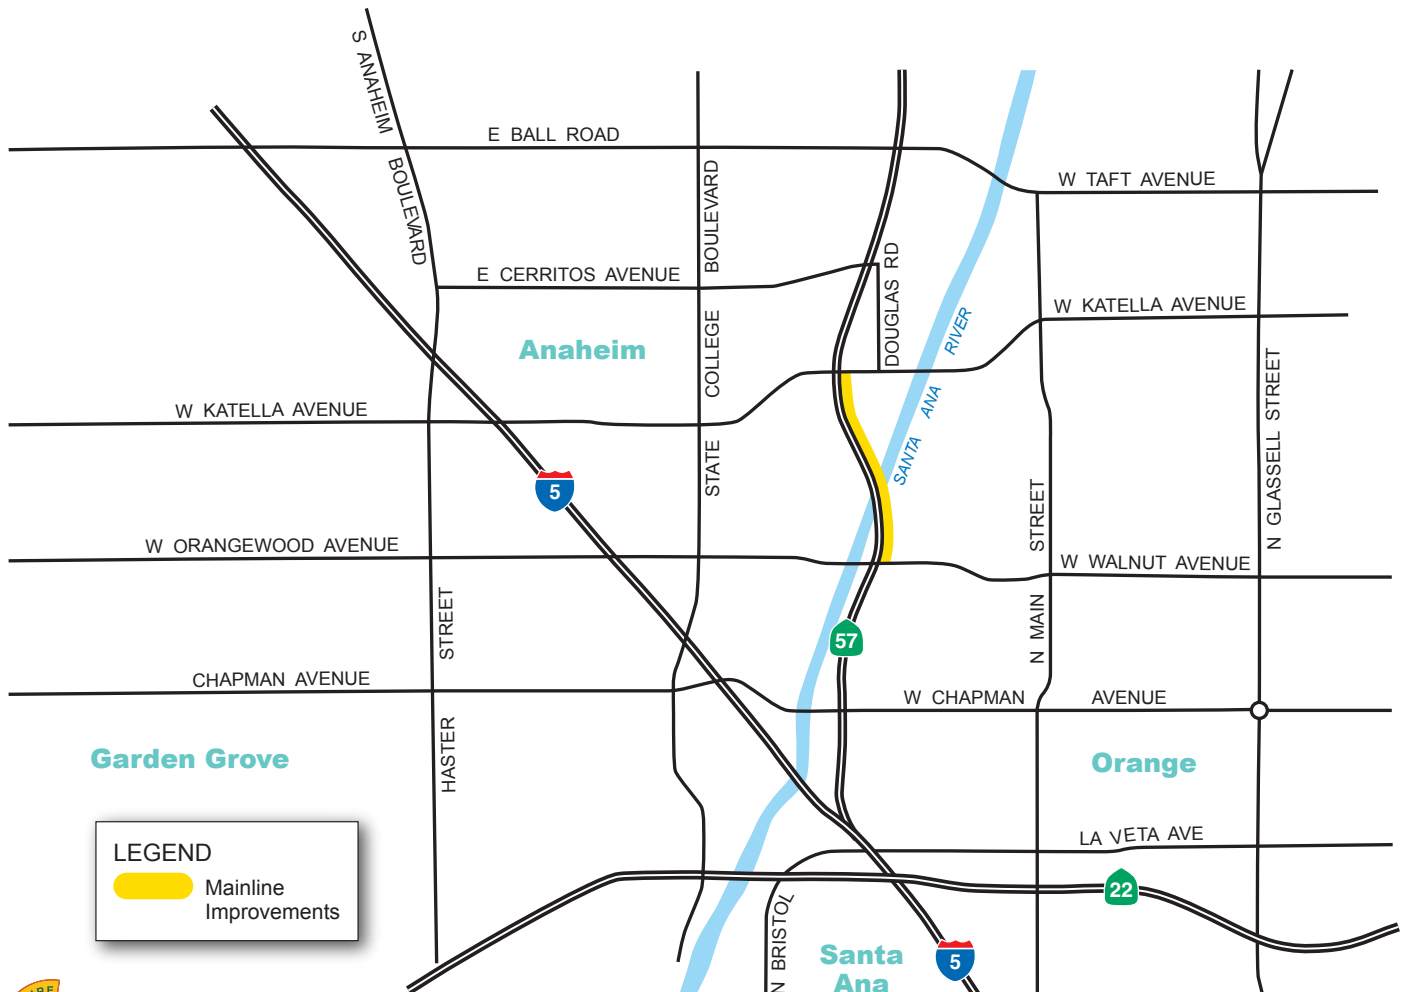 S ANAHEIM BOULEVARD
E BALL ROAD
W TAFT AVENUE
STATE COLLEGE BOULEVARD
E CERRITOS AVENUE
DOUGLAS RD
W KATELLA AVENUE
SANTA ANA RIVER
Anaheim
N GLASSELL STREET
W KATELLA AVENUE
5
W ORANGEWOOD AVENUE
N MAIN STREET
W WALNUT AVENUE
HASTER STREET
57
CHAPMAN AVENUE
W CHAPMAN AVENUE
Garden Grove
Orange
LEGEND
Mainline
Improvements
LA VETA AVE
22
N BRISTOL
Santa
Ana
5